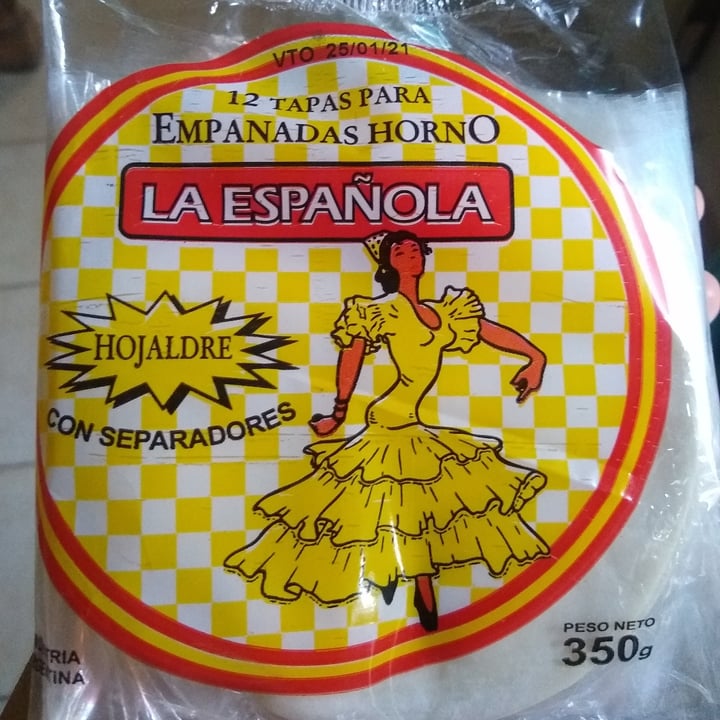 VTO 25/01/21
12 TAPAS PARA
EMPANADAS HORNO
LA ESPAÑOLA
HOJALDRE
CON SEPARADORES
PESO NETO
350g